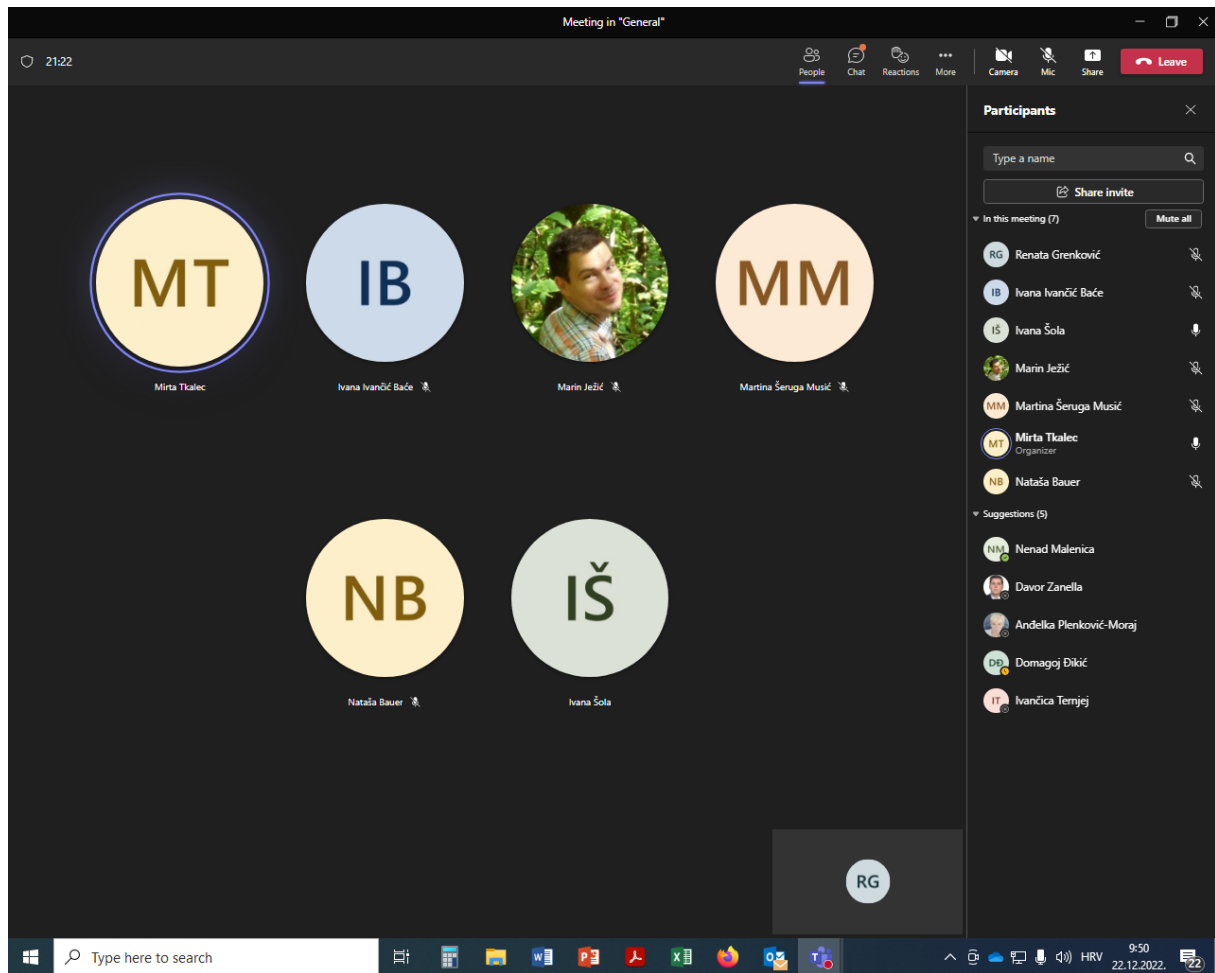 Meeting in "General"
21:22
People
Chat
Reactions
More
Camera
Mic
Share
Leave
MT
Mirta Tkalec
IB
Ivana Ivančić Baće
Marin Ježić
MM
Martina Šeruga Musić
NB
Nataša Bauer
IŠ
Ivana Šola
RG
Participants
Type a name
Share invite
In this meeting (7)
Mute all
RG Renata Grenković
IB Ivana Ivančić Baće
IŠ Ivana Šola
Marin Ježić
MM Martina Šeruga Musić
MT Mirta Tkalec
Organizer
NB Nataša Bauer
Suggestions (5)
NM Nenad Malenica
Davor Zanella
Anđelka Plenković-Moraj
DĐ Domagoj Đikić
IT Ivančica Ternjej
Type here to search
HRV
9:50
22.12.2022.
22